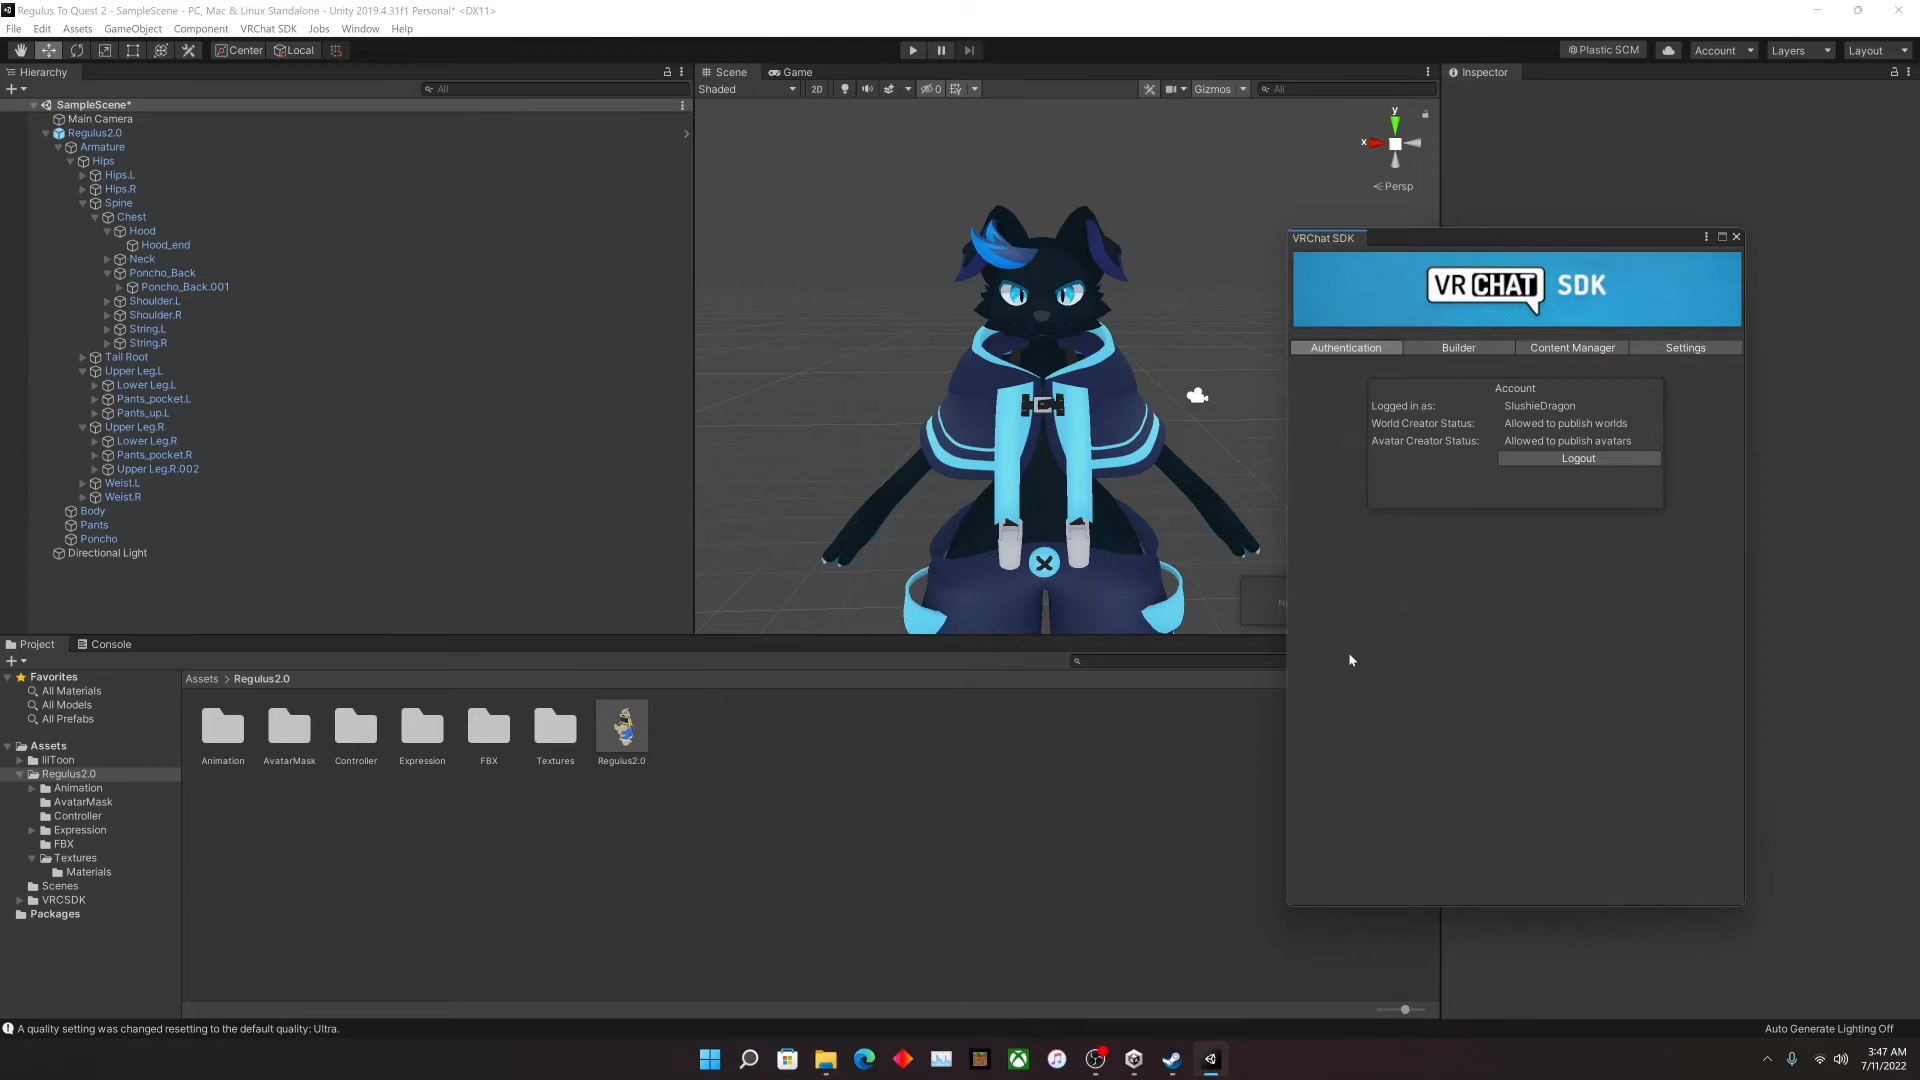 Regulus To Quest 2 - SampleScene - PC, Mac & Linux Standalone - Unity 2019.4.31f1 Personal* <DX11>
File Edit Assets GameObject Component VRChat SDK Jobs Window Help
Center Local Plastic SCM Account Layers Layout
Hierarchy Scene Game Inspector
All Shaded 2D 0 Gizmos All
SampleScene*
Main Camera
Regulus2.0
Armature
Hips
Hips.L
Hips.R
Spine
Chest
Hood
Hood_end
Neck
Poncho_Back
Poncho_Back.001
Shoulder.L
Shoulder.R
String.L
String.R
Tail Root
Upper Leg.L
Lower Leg.L
Pants_pocket.L
Pants_up.L
Upper Leg.R
Lower Leg.R
Pants_pocket.R
Upper Leg.R.002
Weist.L
Weist.R
Body
Pants
Poncho
Directional Light
y
x
Persp
VRChat SDK
VR CHAT SDK
Authentication Builder Content Manager Settings
Account
Logged in as: SlushieDragon
World Creator Status: Allowed to publish worlds
Avatar Creator Status: Allowed to publish avatars
Logout
Project Console
Favorites
All Materials
All Models
All Prefabs
Assets
lilToon
Regulus2.0
Animation
AvatarMask
Controller
Expression
FBX
Textures
Materials
Scenes
VRCSDK
Packages
Assets > Regulus2.0
Animation AvatarMask Controller Expression FBX Textures Regulus2.0
A quality setting was changed resetting to the default quality: Ultra.
Auto Generate Lighting Off
3:47 AM
7/11/2022